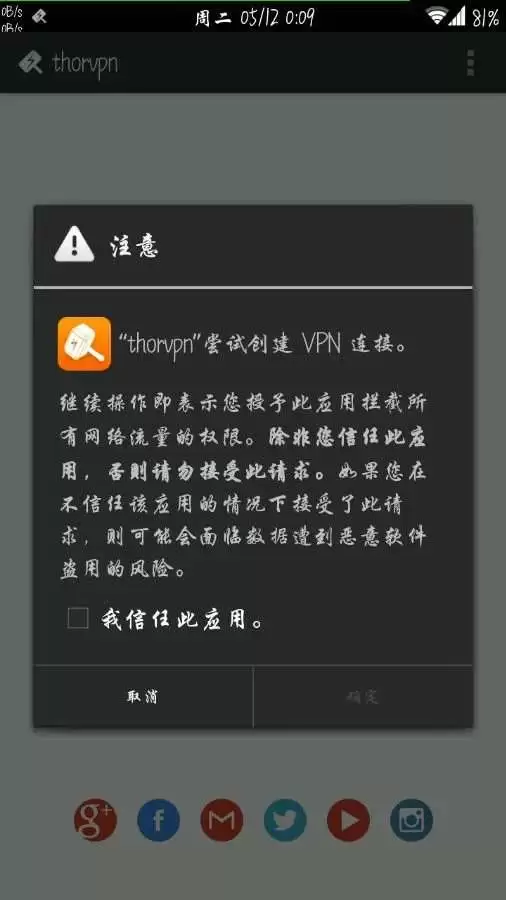 0B/s
0B/s
周二 05/12 0:09
81%
thorvpn
注意
“thorvpn”尝试创建 VPN 连接。
继续操作即表示您授予此应用拦截所
有网络流量的权限。除非您信任此应
用，否则请勿接受此请求。如果您在
不信任该应用的情况下接受了此请
求，则可能会面临数据遭到恶意软件
盗用的风险。
我信任此应用。
取消
确定